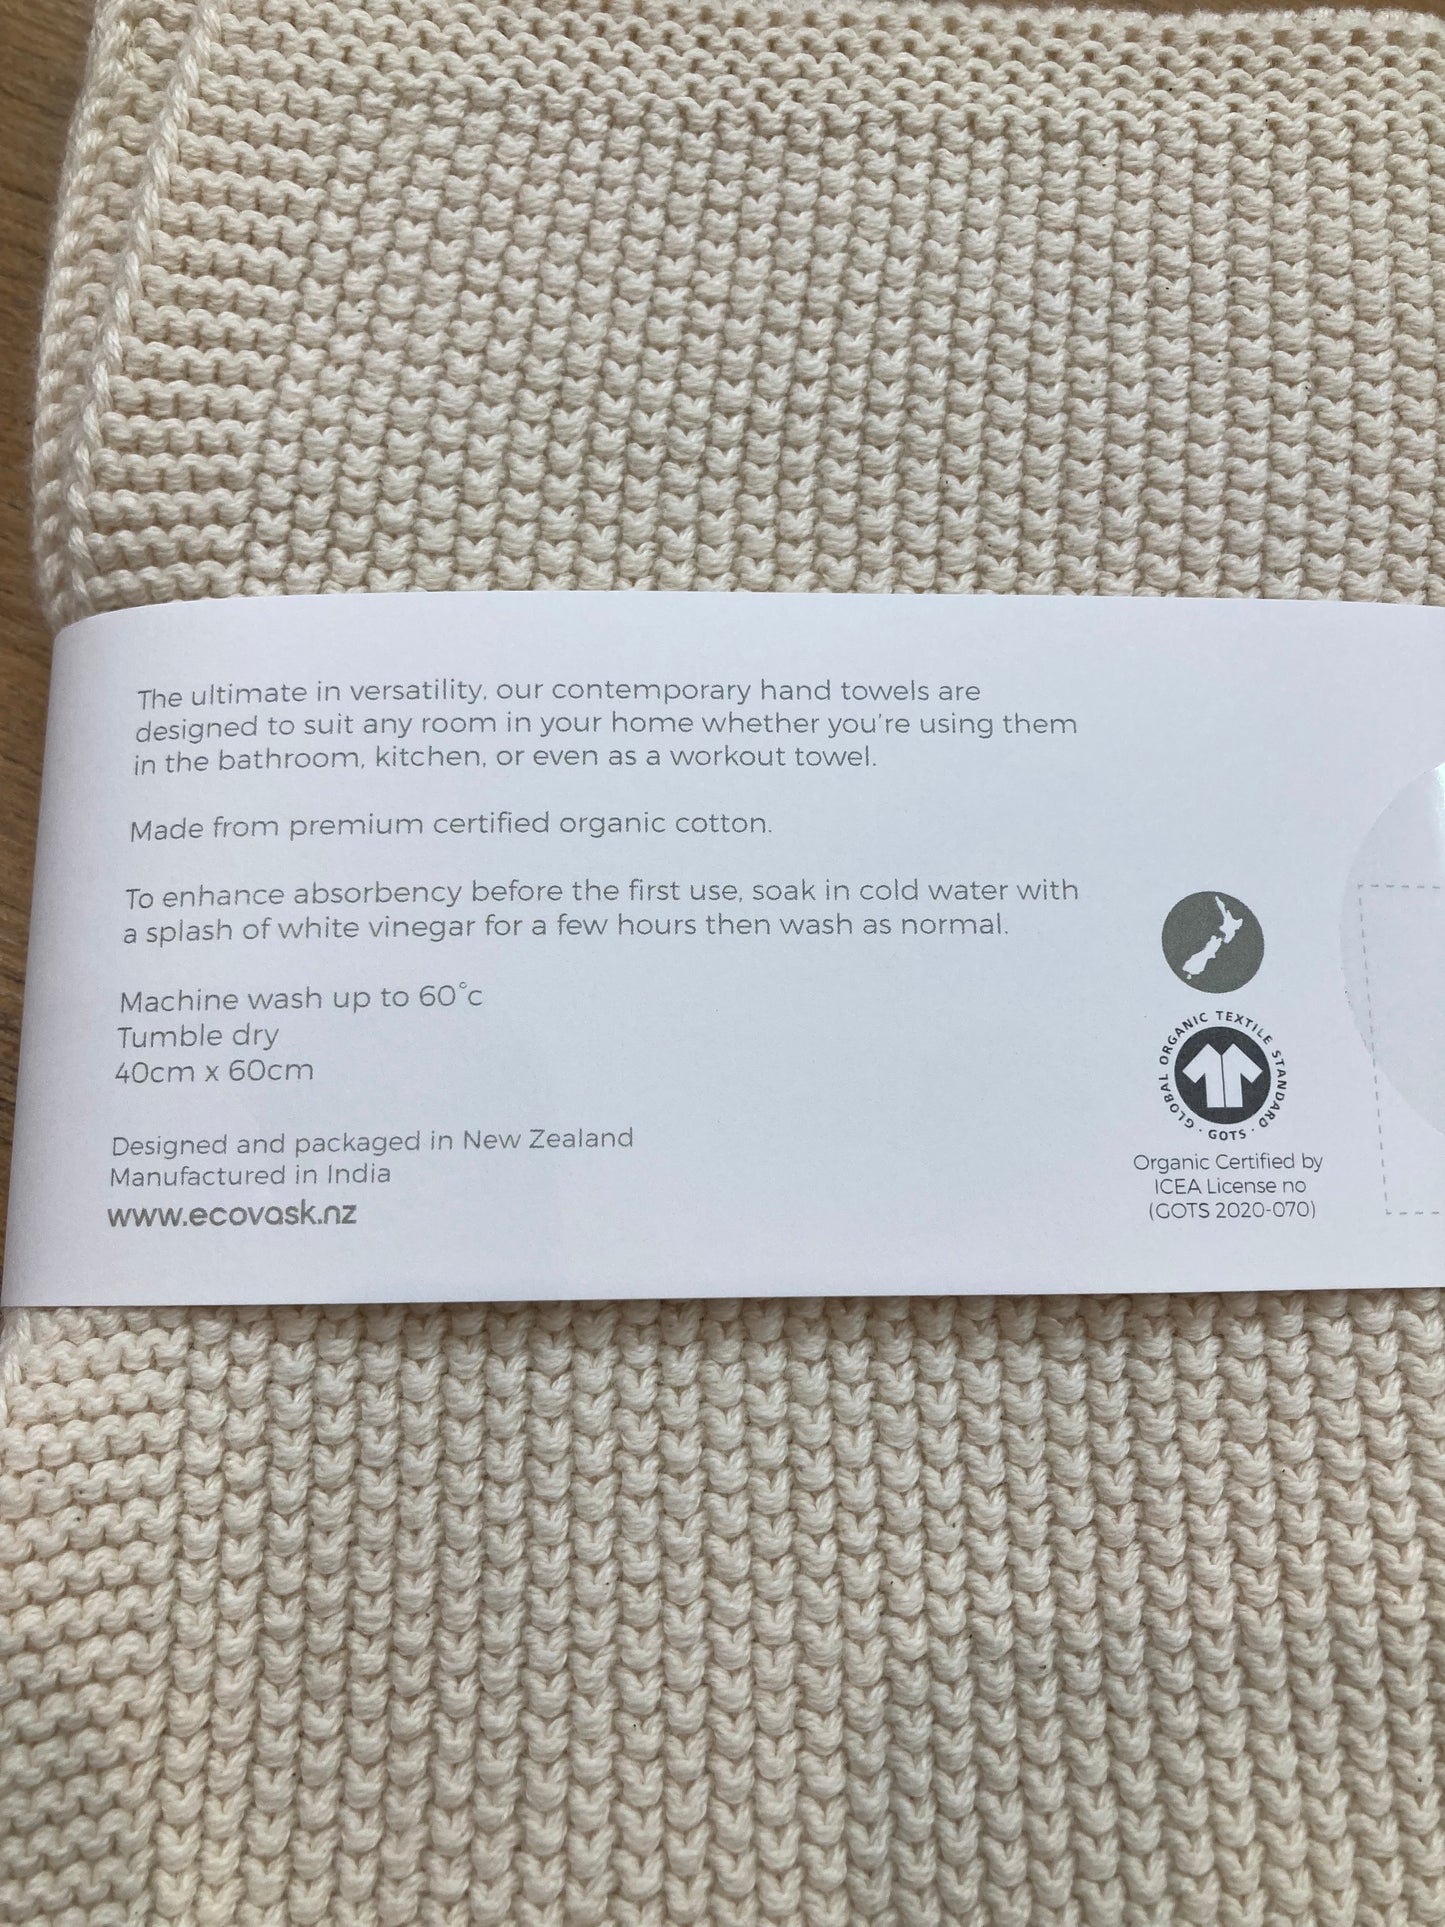 The ultimate in versatility, our contemporary hand towels are
designed to suit any room in your home whether you're using them
in the bathroom, kitchen, or even as a workout towel.
Made from premium certified organic cotton.
To enhance absorbency before the first use, soak in cold water with
a splash of white vinegar for a few hours then wash as normal.
Machine wash up to 60°c
Tumble dry
40cm x 60cm
Designed and packaged in New Zealand
Manufactured in India
www.ecovask.nz
GLOBAL ORGANIC TEXTILE STANDARD · GOTS ·
Organic Certified by
ICEA License no
(GOTS 2020-070)